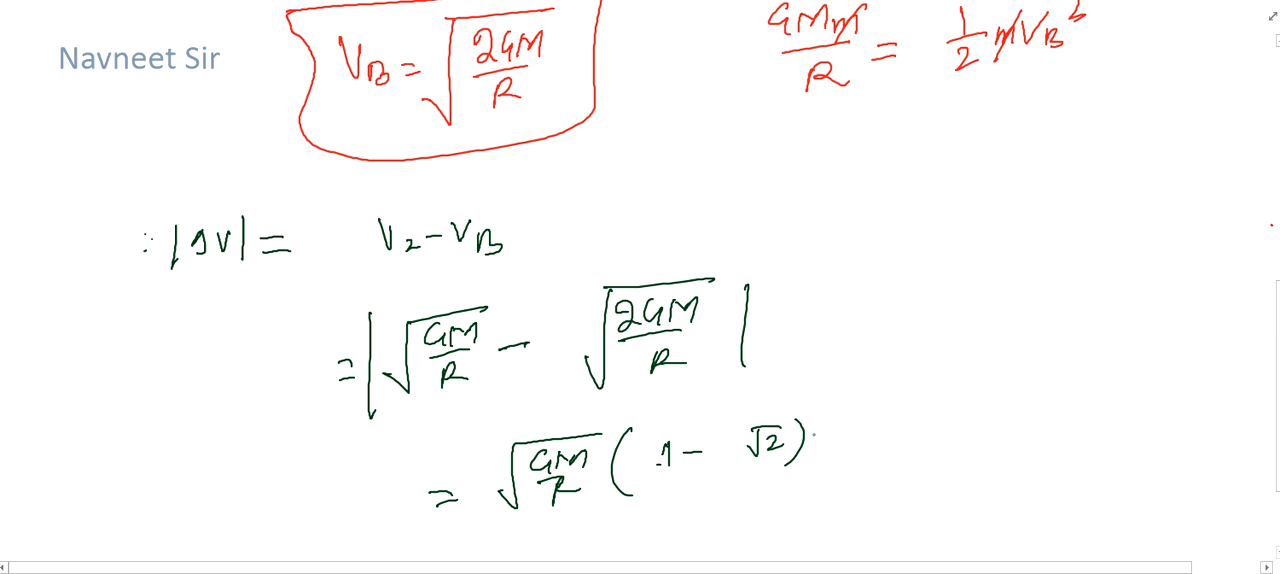 Navneet Sir
V_B = √(2GM/R)
GMm/R = 1/2 mV_B²
∴ |ΔV| = V₂ - V_B
= |√(GM/R) - √(2GM/R)|
= √(GM/R) (1 - √2)